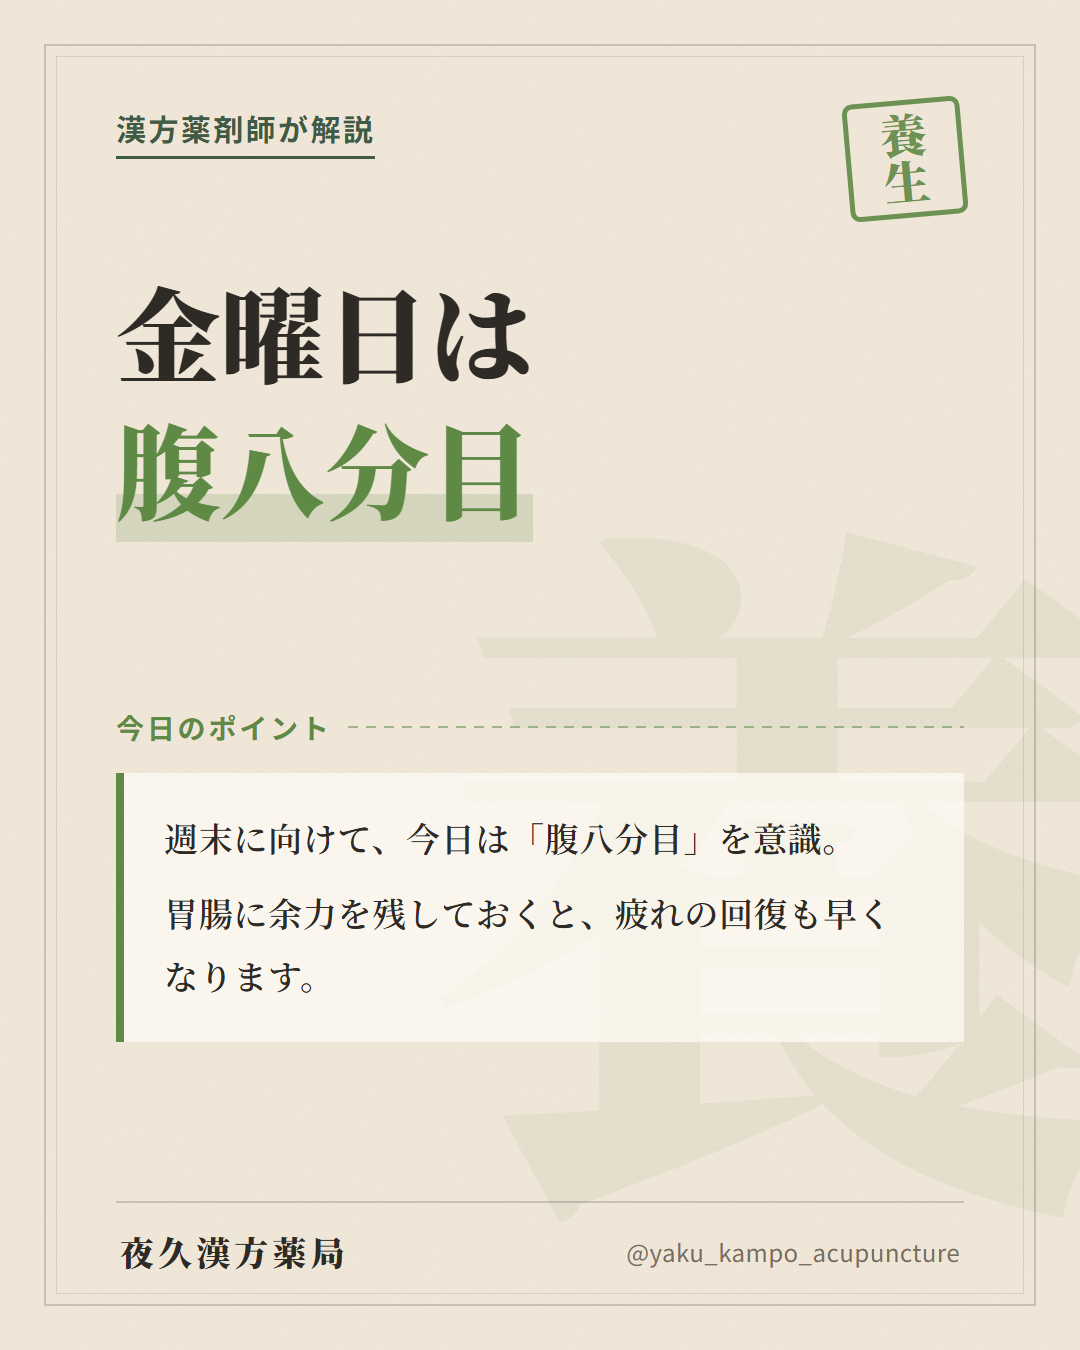 漢方薬剤師が解説
養
生
金曜日は
腹八分目
養
今日のポイント
週末に向けて、今日は「腹八分目」を意識。
胃腸に余力を残しておくと、疲れの回復も早く
なります。
夜久漢方薬局
@yaku_kampo_acupuncture